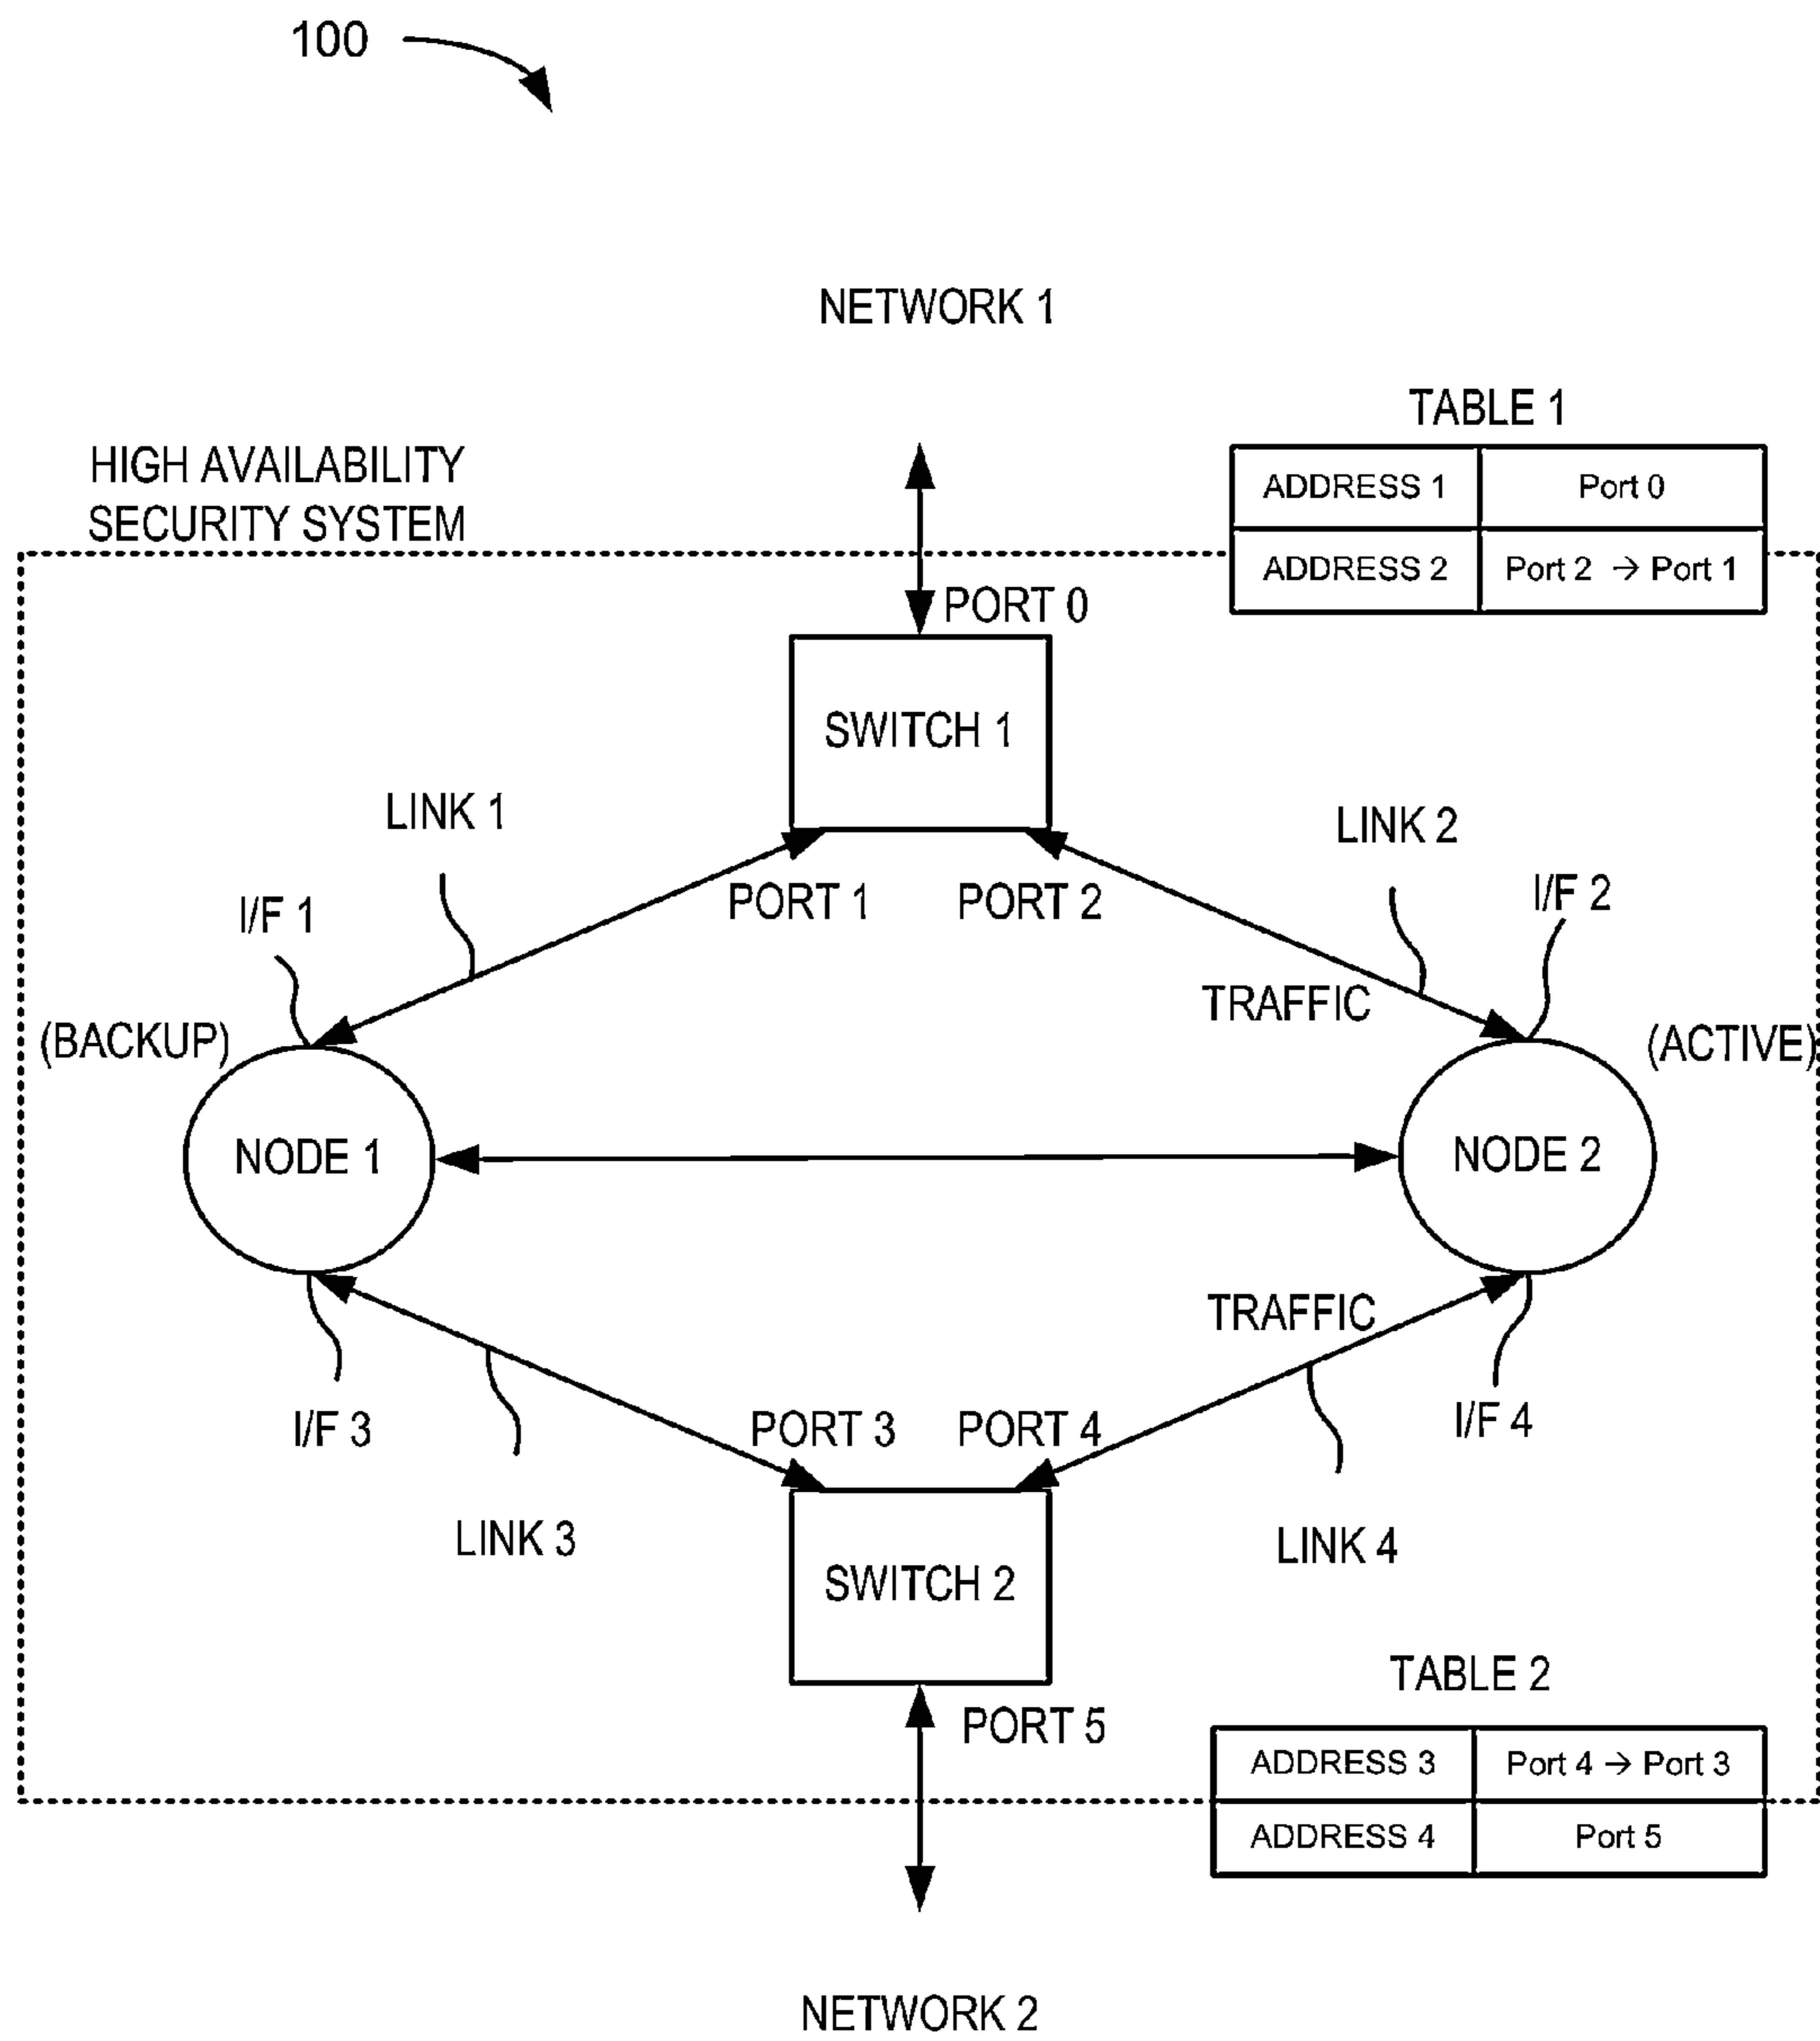 100
NETWORK 1
TABLE 1
HIGH AVAILABILITY
SECURITY SYSTEM
ADDRESS 1 Port 0
ADDRESS 2 Port 2 → Port 1
PORT 0
SWITCH 1
LINK 1
LINK 2
PORT 1
PORT 2
I/F 1
I/F 2
TRAFFIC
(BACKUP)
(ACTIVE)
NODE 1
NODE 2
TRAFFIC
I/F 3
PORT 3
PORT 4
I/F 4
LINK 3
LINK 4
SWITCH 2
TABLE 2
PORT 5
ADDRESS 3 Port 4 → Port 3
ADDRESS 4 Port 5
NETWORK 2